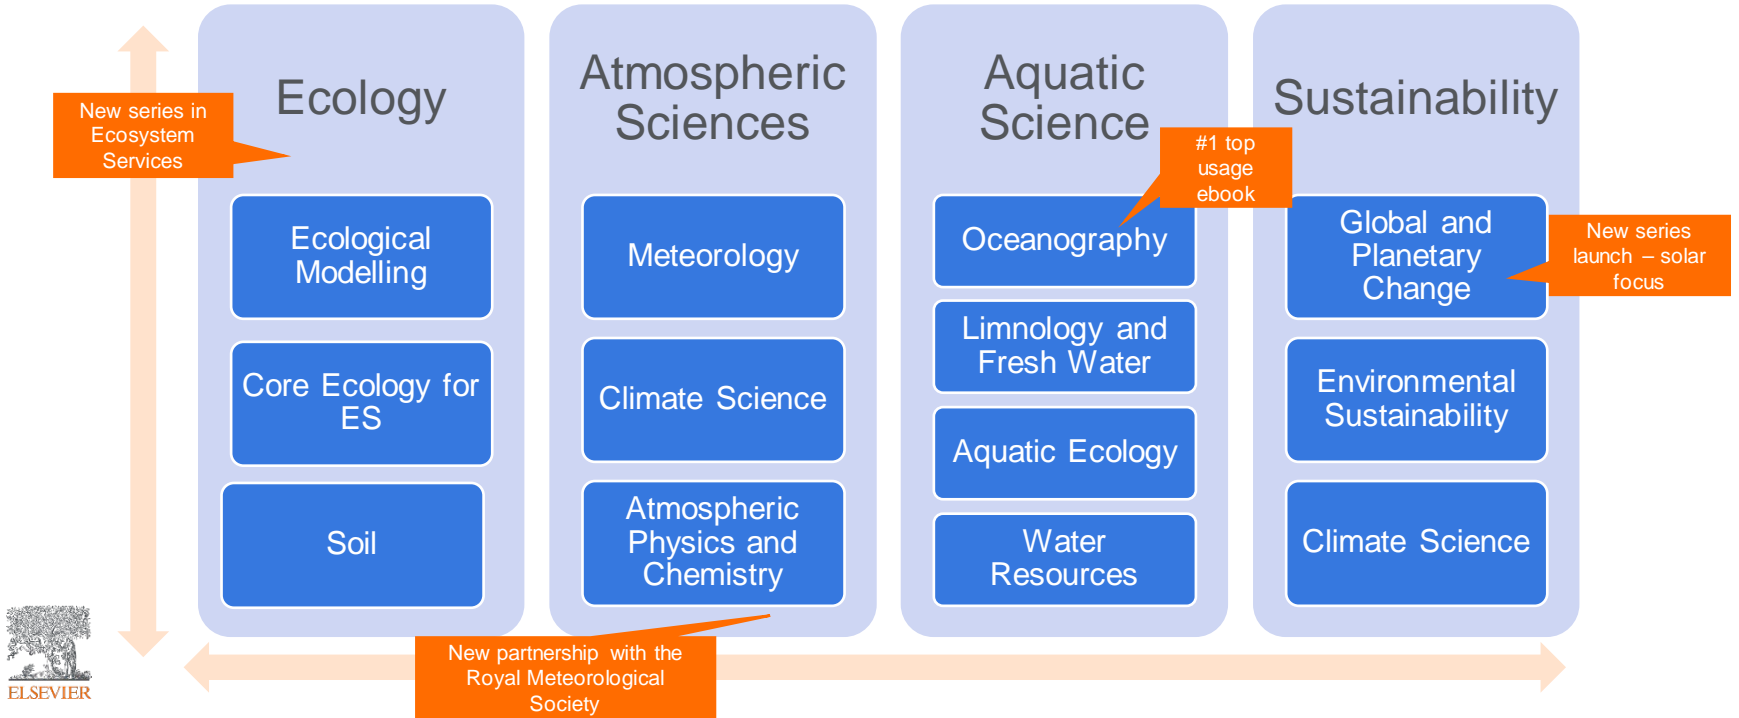 Ecology
New series in
Ecosystem
Services
Ecological
Modelling
Core Ecology for
ES
Soil
Atmospheric
Sciences
Meteorology
Climate Science
Atmospheric
Physics and
Chemistry
New partnership with the
Royal Meteorological
Society
Aquatic
Science
#1 top
usage
ebook
Oceanography
Limnology and
Fresh Water
Aquatic Ecology
Water
Resources
Sustainability
Global and
Planetary
Change
New series
launch – solar
focus
Environmental
Sustainability
Climate Science
ELSEVIER